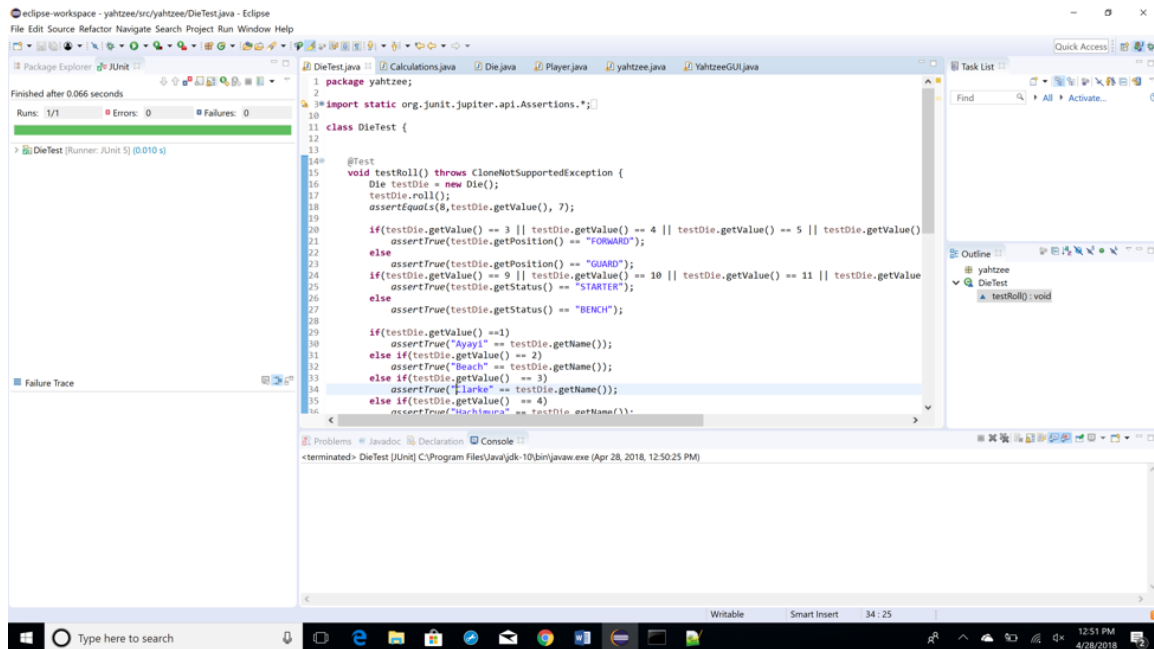 eclipse-workspace - yahtzee/src/yahtzee/DieTest.java - Eclipse
File Edit Source Refactor Navigate Search Project Run Window Help
Quick Access
Package Explorer JUnit
Finished after 0.066 seconds
Runs: 1/1 Errors: 0 Failures: 0
DieTest [Runner: JUnit 5] (0.010 s)
Failure Trace
DieTest.java Calculations.java Die.java Player.java yahtzee.java YahtzeeGUI.java
1 package yahtzee;
2
3 import static org.junit.jupiter.api.Assertions.*;
10
11 class DieTest {
12
13
14 @Test
15 void testRoll() throws CloneNotSupportedException {
16 Die testDie = new Die();
17 testDie.roll();
18 assertEquals(8,testDie.getValue(), 7);
19
20 if(testDie.getValue() == 3 || testDie.getValue() == 4 || testDie.getValue() == 5 || testDie.getValue()
21 assertTrue(testDie.getPosition() == "FORWARD");
22 else
23 assertTrue(testDie.getPosition() == "GUARD");
24 if(testDie.getValue() == 9 || testDie.getValue() == 10 || testDie.getValue() == 11 || testDie.getValue
25 assertTrue(testDie.getStatus() == "STARTER");
26 else
27 assertTrue(testDie.getStatus() == "BENCH");
28
29 if(testDie.getValue() ==1)
30 assertTrue("Ayayi" == testDie.getName());
31 else if(testDie.getValue() == 2)
32 assertTrue("Beach" == testDie.getName());
33 else if(testDie.getValue() == 3)
34 assertTrue("Clarke" == testDie.getName());
35 else if(testDie.getValue() == 4)
36 assertTrue("Hachimura" == testDie.getName());
Task List
Find All Activate...
Outline
yahtzee
DieTest
testRoll() : void
Problems Javadoc Declaration Console
<terminated> DieTest [JUnit] C:\Program Files\Java\jdk-10\bin\javaw.exe (Apr 28, 2018, 12:50:25 PM)
Writable Smart Insert 34 : 25
Type here to search
12:51 PM
4/28/2018